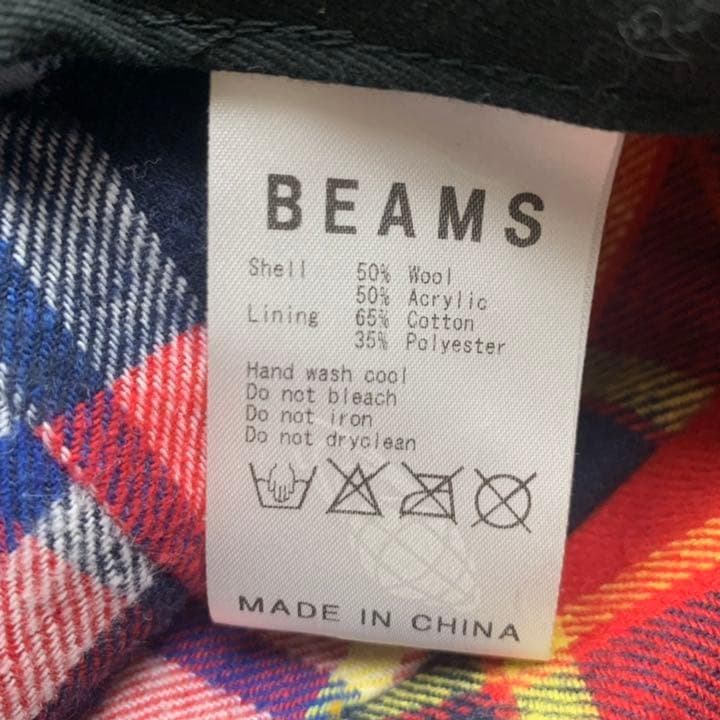 BEAMS
Shell 50% Wool
50% Acrylic
Lining 65% Cotton
35% Polyester
Hand wash cool
Do not bleach
Do not iron
Do not dryclean
MADE IN CHINA